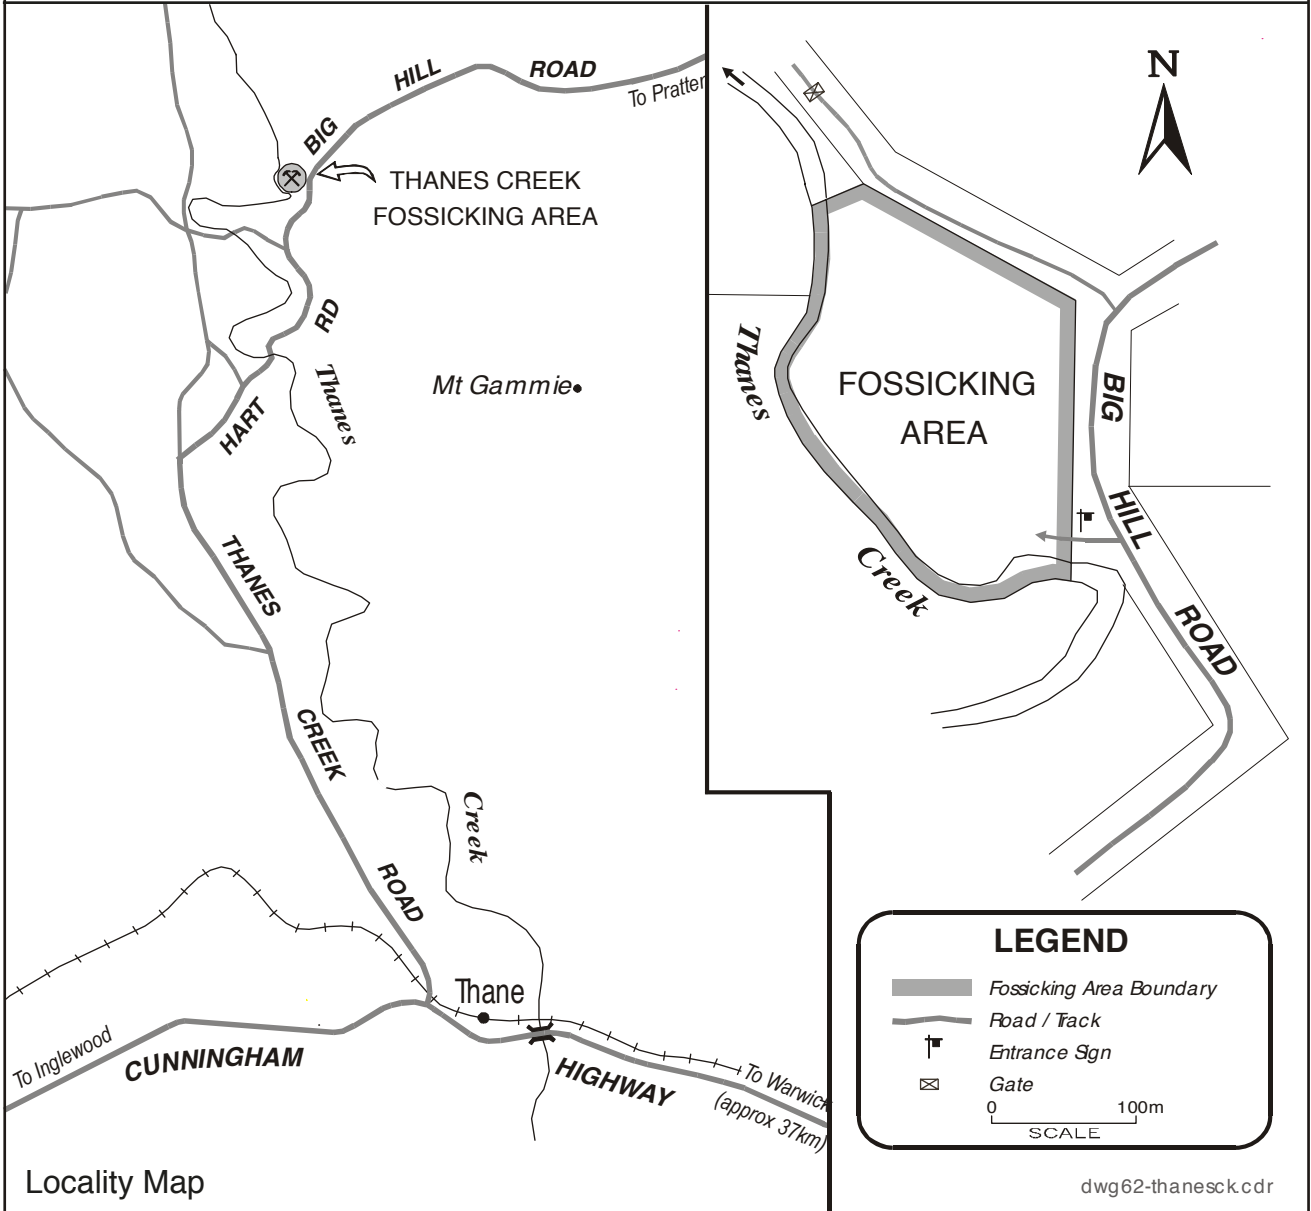 BIG HILL ROAD
To Pratten
THANES CREEK
FOSSICKING AREA
HART RD
Thanes
Mt Gammie
THANES CREEK ROAD
Creek
Thane
To Inglewood
CUNNINGHAM HIGHWAY
To Warwick
(approx 37km)
Locality Map
N
Thanes
Creek
FOSSICKING
AREA
BIG HILL ROAD
LEGEND
Fossicking Area Boundary
Road / Track
Entrance Sign
Gate
0 100m
SCALE
dwg62-thanesck.cdr